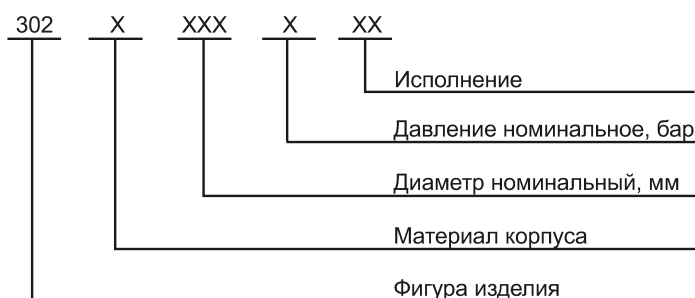 302 X XXX X XX
Исполнение
Давление номинальное, бар
Диаметр номинальный, мм
Материал корпуса
Фигура изделия